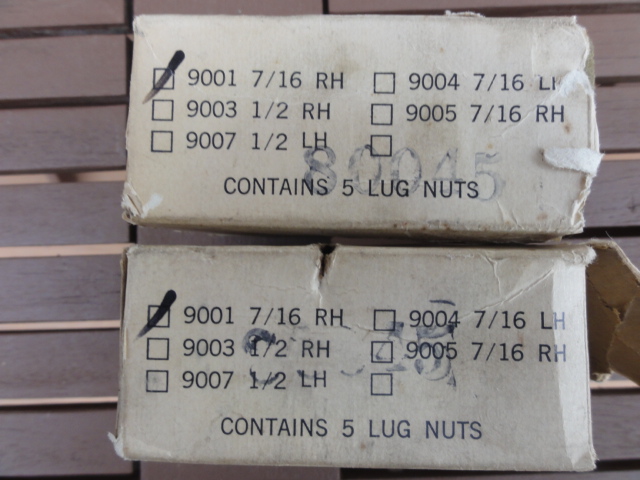 9001 7/16 RH 9004 7/16 LH
9003 1/2 RH 9005 7/16 RH
9007 1/2 LH
80045
CONTAINS 5 LUG NUTS
9001 7/16 RH 9004 7/16 LH
9003 1/2 RH 9005 7/16 RH
9007 1/2 LH
CONTAINS 5 LUG NUTS